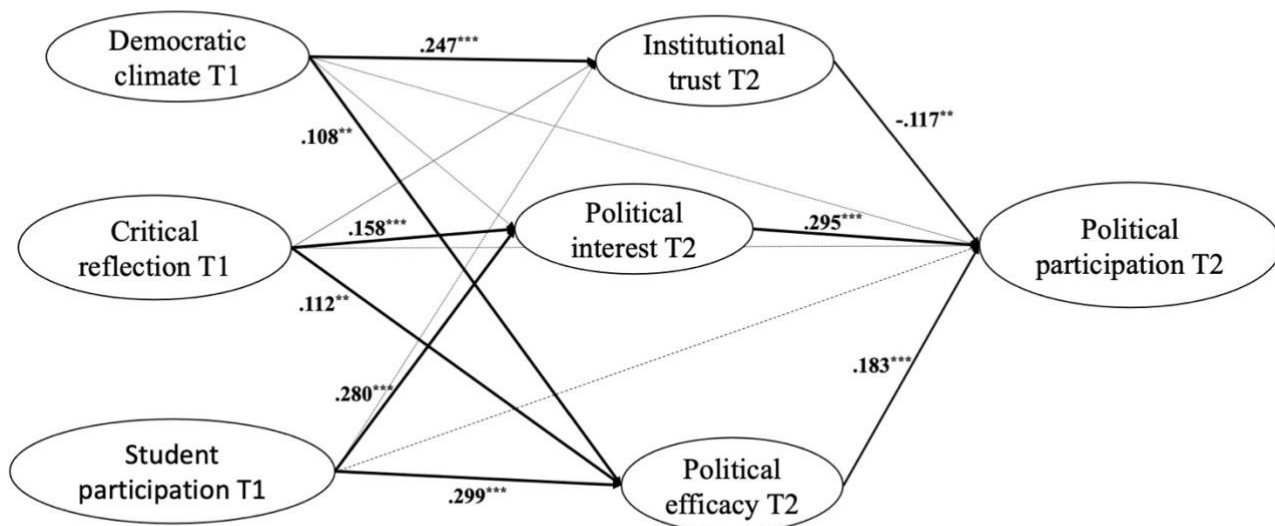 Democratic
climate T1
.247***
Institutional
trust T2
.108**
-.117**
Critical
reflection T1
.158***
Political
interest T2
.295***
Political
participation T2
.112**
.280***
.183***
Student
participation T1
.299***
Political
efficacy T2